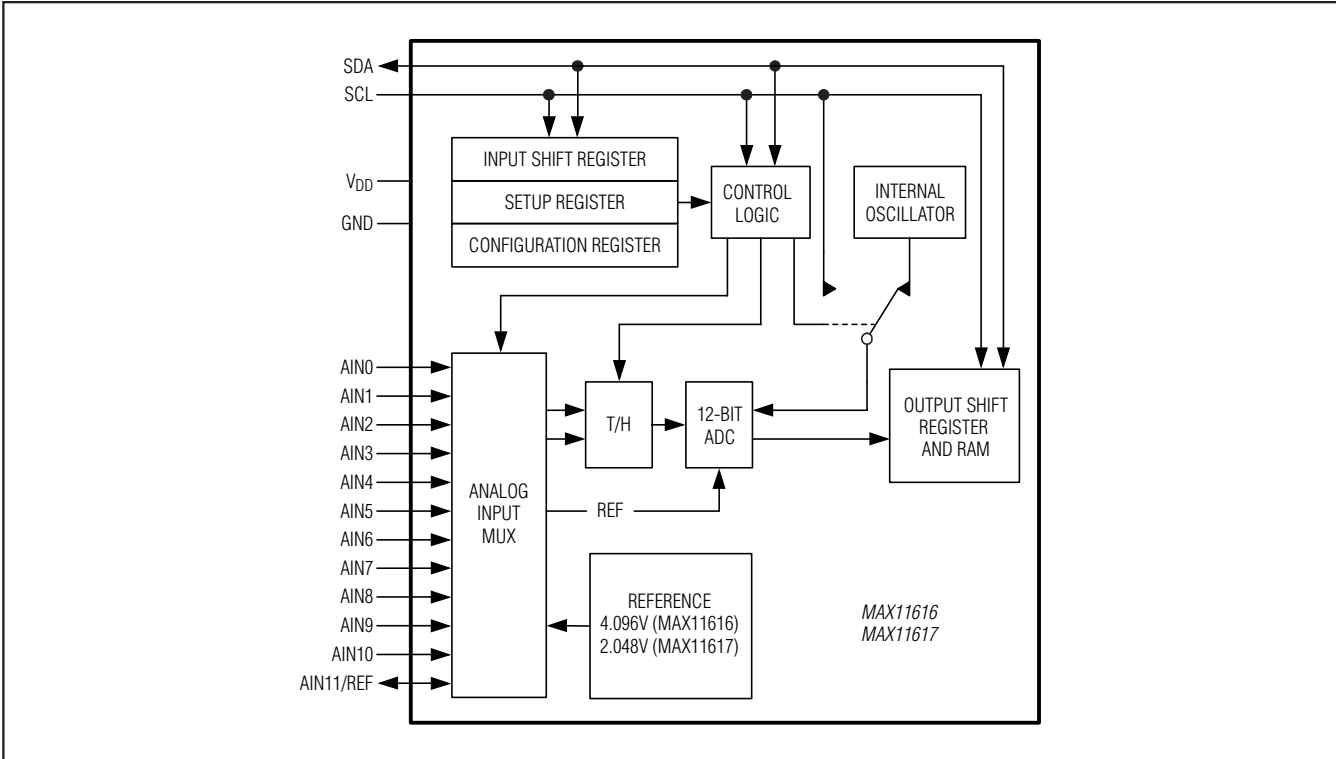 SDA
SCL
VDD
GND
INPUT SHIFT REGISTER
SETUP REGISTER
CONFIGURATION REGISTER
CONTROL
LOGIC
INTERNAL
OSCILLATOR
AIN0
AIN1
AIN2
AIN3
AIN4
AIN5
AIN6
AIN7
AIN8
AIN9
AIN10
AIN11/REF
ANALOG
INPUT
MUX
T/H
12-BIT
ADC
REF
OUTPUT SHIFT
REGISTER
AND RAM
REFERENCE
4.096V (MAX11616)
2.048V (MAX11617)
MAX11616
MAX11617